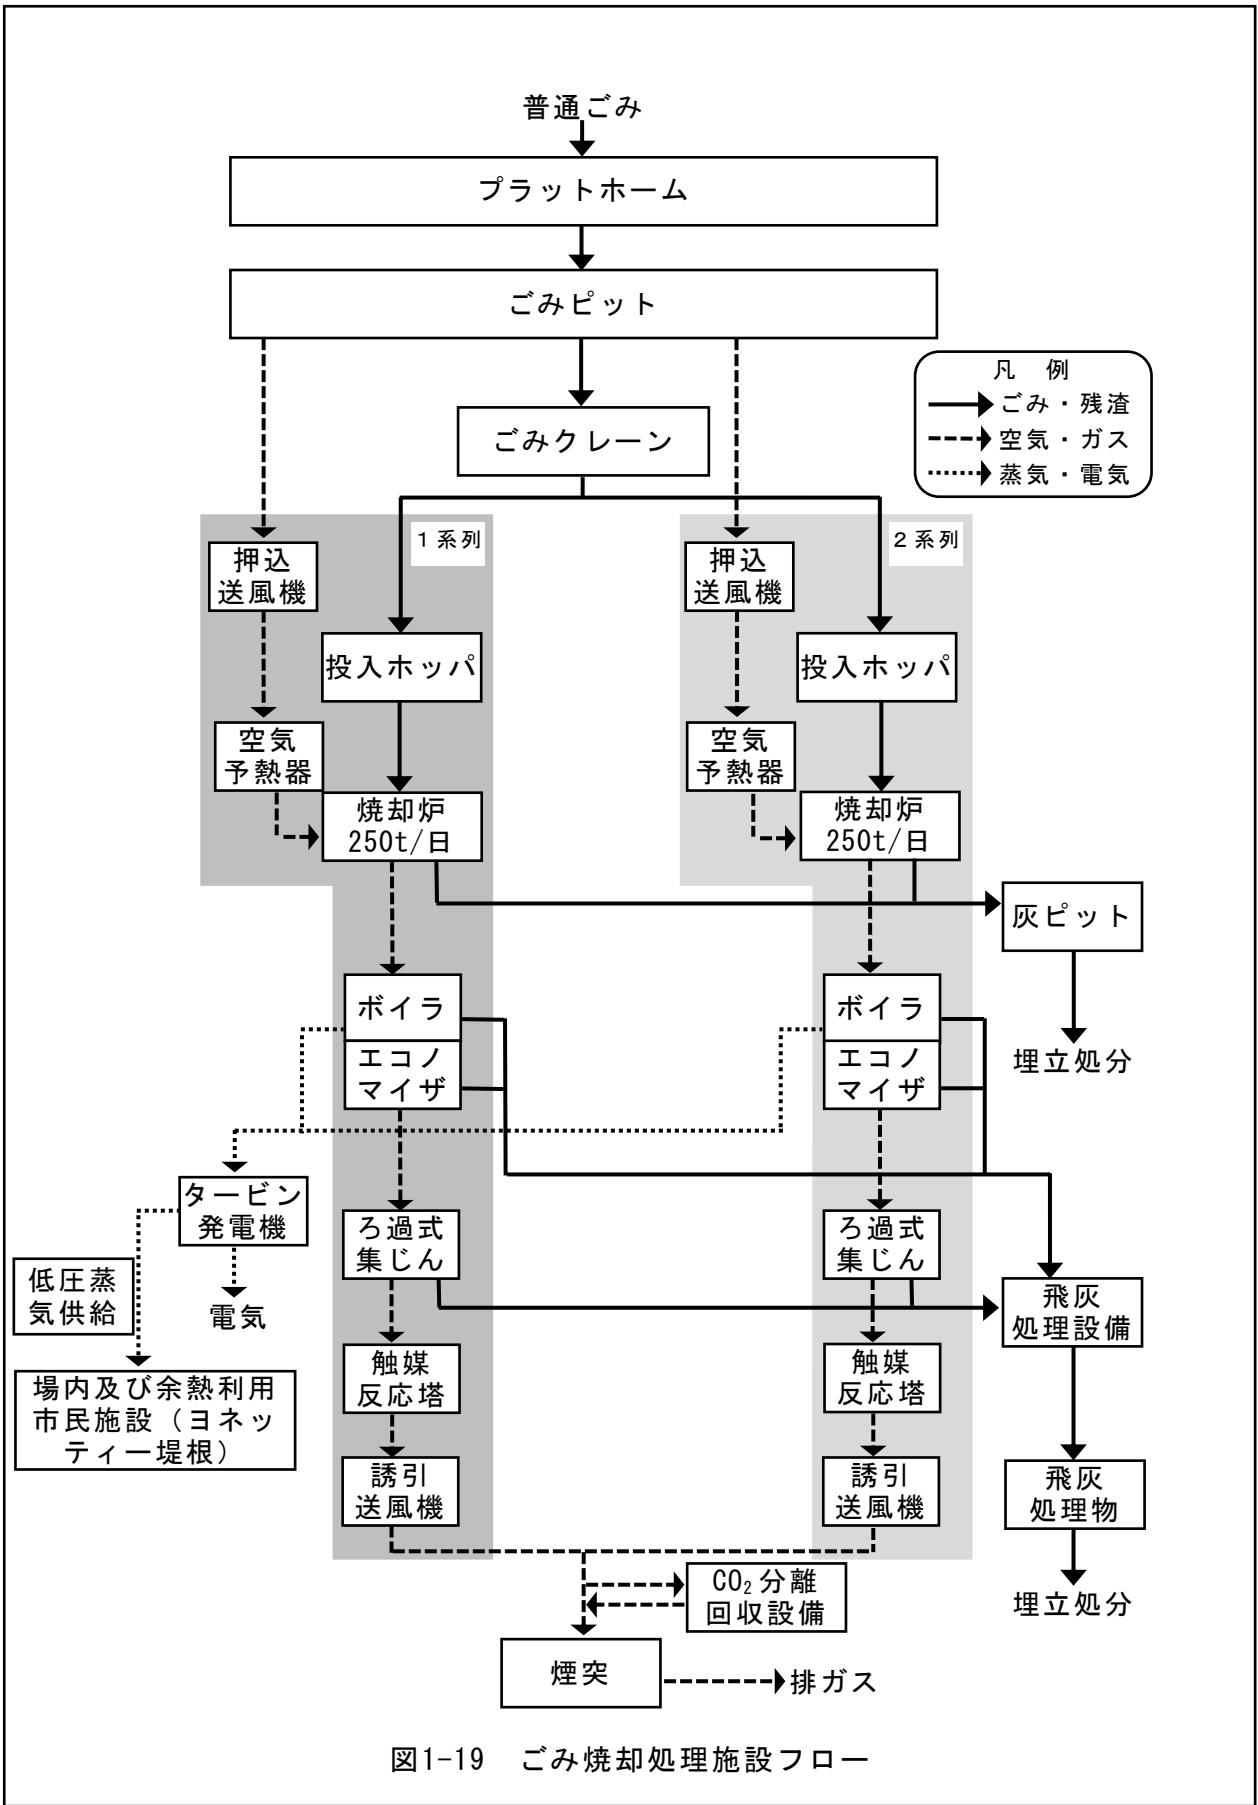 普通ごみ
プラットホーム
ごみピット
凡　例
ごみ・残渣
空気・ガス
蒸気・電気
ごみクレーン
1系列
2系列
押込
送風機
押込
送風機
投入ホッパ
投入ホッパ
空気
予熱器
空気
予熱器
焼却炉
250t/日
焼却炉
250t/日
灰ピット
埋立処分
ボイラ
エコノ
マイザ
ボイラ
エコノ
マイザ
タービン
発電機
低圧蒸
気供給
電気
場内及び余熱利用
市民施設（ヨネッ
ティー堤根）
ろ過式
集じん
ろ過式
集じん
飛灰
処理設備
触媒
反応塔
触媒
反応塔
誘引
送風機
誘引
送風機
飛灰
処理物
埋立処分
CO₂分離
回収設備
煙突
排ガス
図1-19　ごみ焼却処理施設フロー